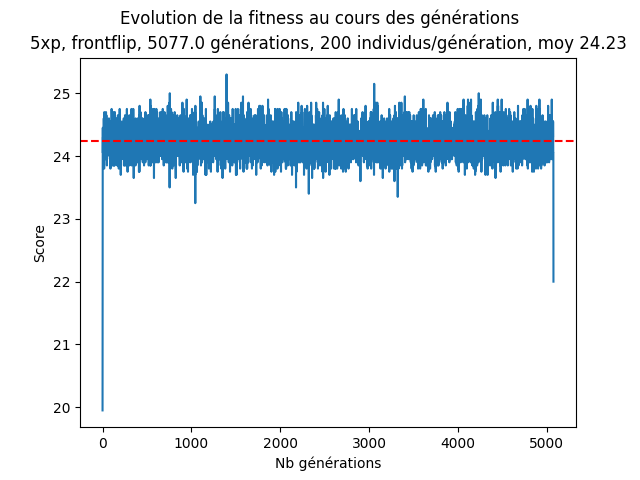 Evolution de la fitness au cours des générations
5xp, frontflip, 5077.0 générations, 200 individus/génération, moy 24.23
25
24
23
22
21
20
Score
0 1000 2000 3000 4000 5000
Nb générations